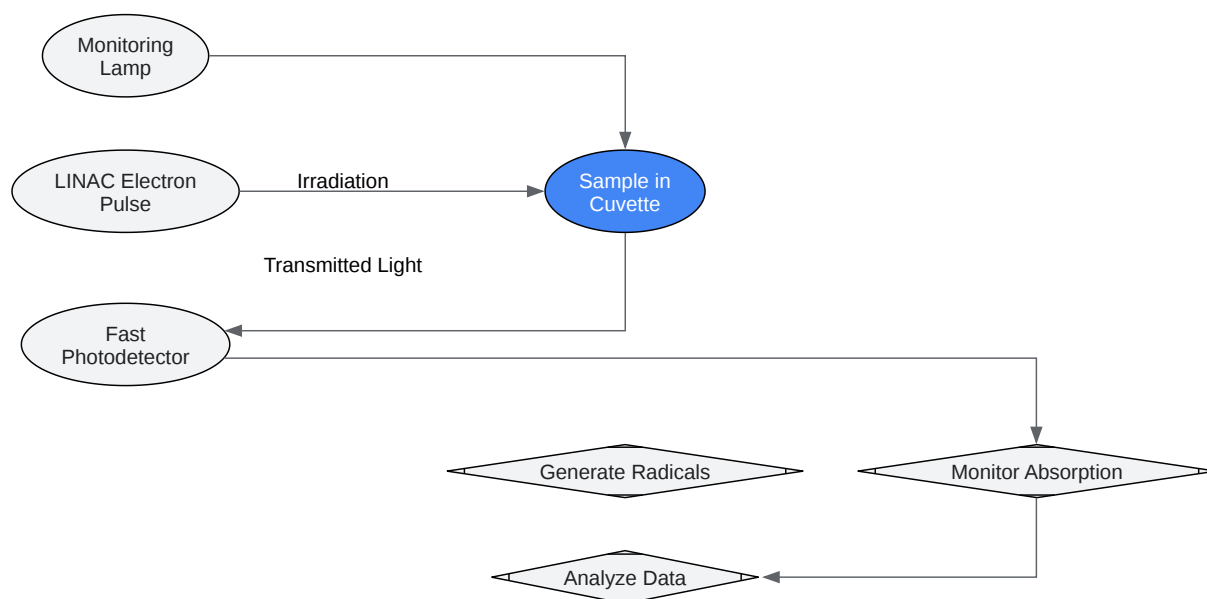 Monitoring
Lamp
LINAC Electron
Pulse
Irradiation
Sample in
Cuvette
Transmitted Light
Fast
Photodetector
Generate Radicals
Monitor Absorption
Analyze Data